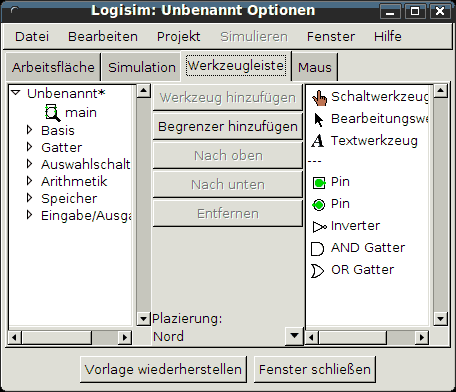 Logisim: Unbenannt Optionen
Datei Bearbeiten Projekt Simulieren Fenster Hilfe
Arbeitsfläche Simulation Werkzeugleiste Maus
Unbenannt*
main
Basis
Gatter
Auswahlschalt
Arithmetik
Speicher
Eingabe/Ausga
Werkzeug hinzufügen
Begrenzer hinzufügen
Nach oben
Nach unten
Entfernen
Plazierung:
Nord
Schaltwerkzeug
Bearbeitungswe
A Textwerkzeug
---
Pin
Pin
Inverter
AND Gatter
OR Gatter
Vorlage wiederherstellen Fenster schließen